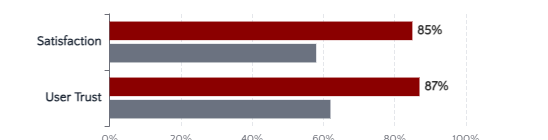 Satisfaction
85%
User Trust
87%
0% 20% 40% 60% 80% 100%